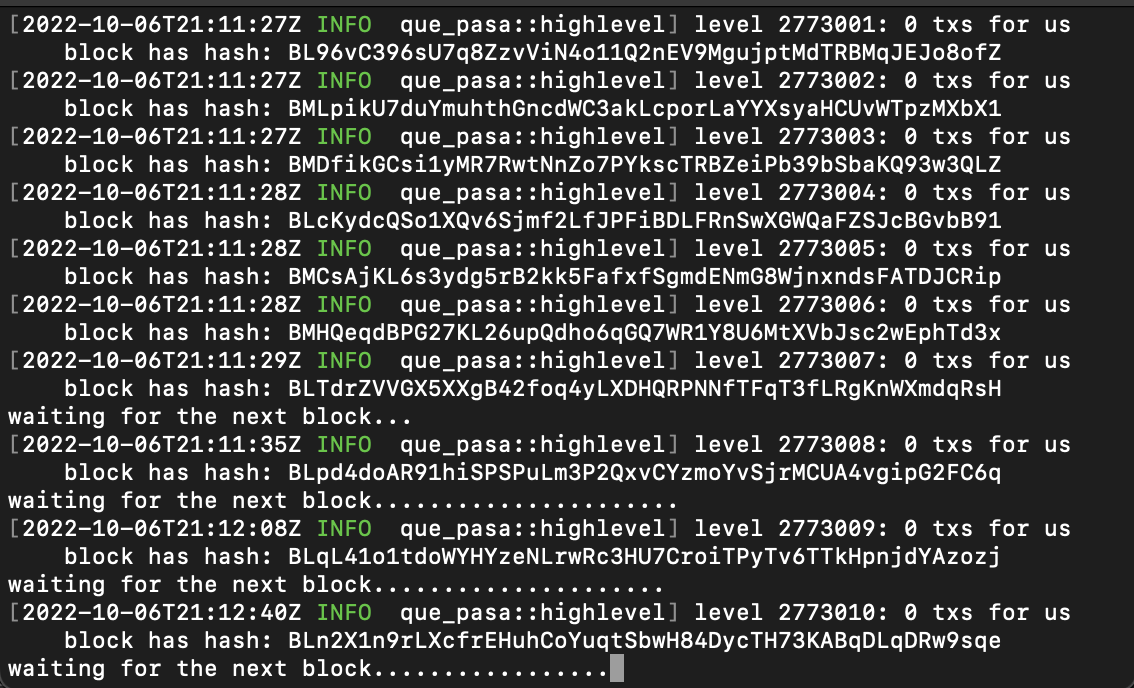 [2022-10-06T21:11:27Z INFO  que_pasa::highlevel] level 2773001: 0 txs for us
    block has hash: BL96vC396sU7q8ZzvViN4o11Q2nEV9MgujptMdTRBMqJEJo8ofZ
[2022-10-06T21:11:27Z INFO  que_pasa::highlevel] level 2773002: 0 txs for us
    block has hash: BMLpikU7duYmuhthGncdWC3akLcporLaYYXsyaHCUvWTpzMXbX1
[2022-10-06T21:11:27Z INFO  que_pasa::highlevel] level 2773003: 0 txs for us
    block has hash: BMDfikGCsi1yMR7RwtNnZo7PYkscTRBZeiPb39bSbaKQ93w3QLZ
[2022-10-06T21:11:28Z INFO  que_pasa::highlevel] level 2773004: 0 txs for us
    block has hash: BLcKydcQSo1XQv6Sjmf2LfJPFiBDLFRnSwXGWQaFZSJcBGvbB91
[2022-10-06T21:11:28Z INFO  que_pasa::highlevel] level 2773005: 0 txs for us
    block has hash: BMCsAjKL6s3ydg5rB2kk5FafxfSgmdENmG8WjnxndsFATDJCRip
[2022-10-06T21:11:28Z INFO  que_pasa::highlevel] level 2773006: 0 txs for us
    block has hash: BMHQeqdBPG27KL26upQdho6qGQ7WR1Y8U6MtXVbJsc2wEphTd3x
[2022-10-06T21:11:29Z INFO  que_pasa::highlevel] level 2773007: 0 txs for us
    block has hash: BLTdrZVVGX5XXgB42foq4yLXDHQRPNNfTFqT3fLRgKnWXmdqRsH
waiting for the next block...
[2022-10-06T21:11:35Z INFO  que_pasa::highlevel] level 2773008: 0 txs for us
    block has hash: BLpd4doAR91hiSPSPuLm3P2QxvCYzmoYvSjrMCUA4vgipG2FC6q
waiting for the next block......................
[2022-10-06T21:12:08Z INFO  que_pasa::highlevel] level 2773009: 0 txs for us
    block has hash: BLqL41o1tdoWYHYzeNLrwRc3HU7CroiTPyTv6TTkHpnjdYAzozj
waiting for the next block.....................
[2022-10-06T21:12:40Z INFO  que_pasa::highlevel] level 2773010: 0 txs for us
    block has hash: BLn2X1n9rLXcfrEHuhCoYuqtSbwH84DycTH73KABqDLqDRw9sqe
waiting for the next block.................